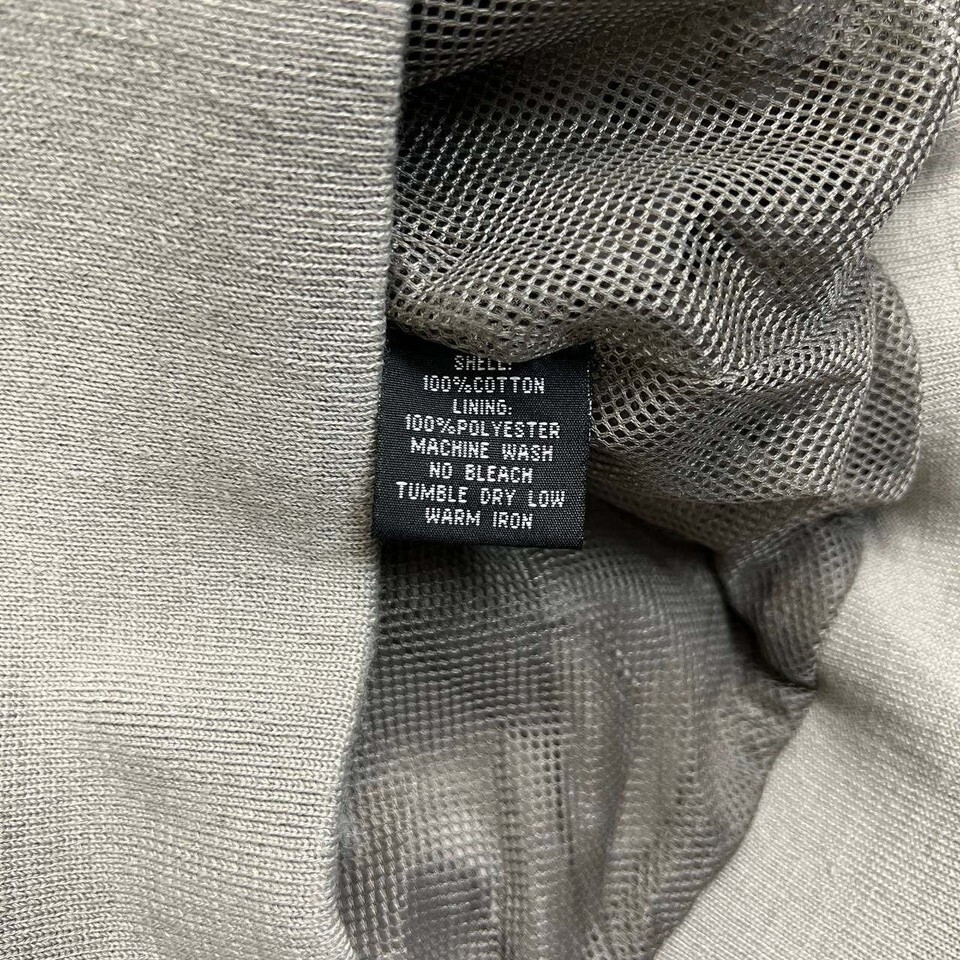 SHELL:
100%COTTON
LINING:
100%POLYESTER
MACHINE WASH
NO BLEACH
TUMBLE DRY LOW
WARM IRON